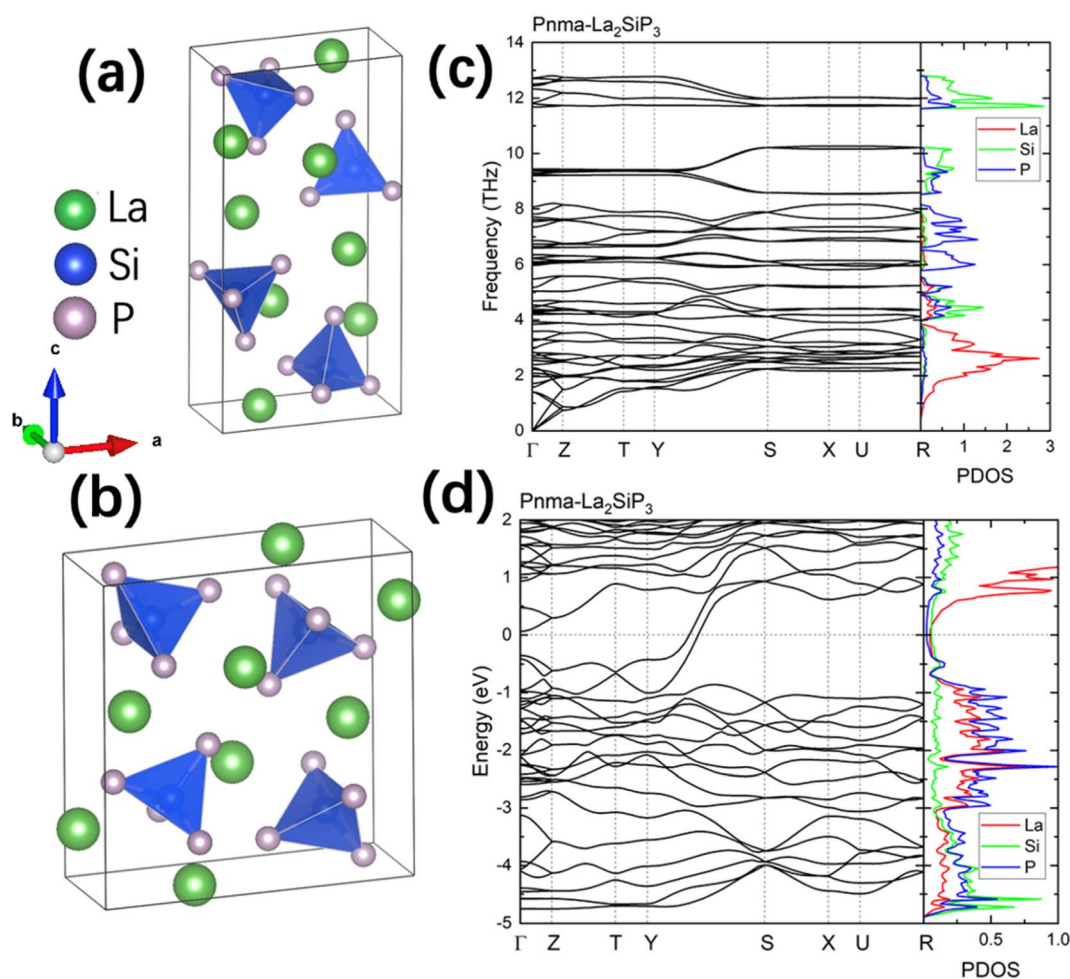 (a)
La
Si
P
c
b
a
(b)
(c)
Pnma-La₂SiP₃
Frequency (THz)
14
12
10
8
6
4
2
0
Γ Z T Y S X U R
1 2 3
PDOS
La
Si
P
(d)
Pnma-La₂SiP₃
Energy (eV)
2
1
0
-1
-2
-3
-4
-5
Γ Z T Y S X U R
0.5 1.0
PDOS
La
Si
P